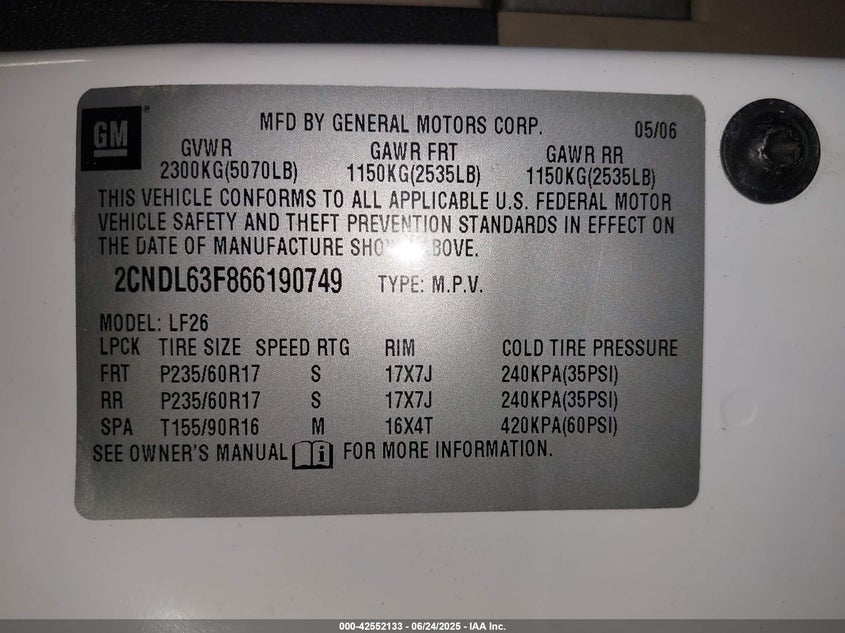 GM®
MFD BY GENERAL MOTORS CORP. 05/06
GVWR GAWR FRT GAWR RR
2300KG(5070LB) 1150KG(2535LB) 1150KG(2535LB)
THIS VEHICLE CONFORMS TO ALL APPLICABLE U.S. FEDERAL MOTOR
VEHICLE SAFETY AND THEFT PREVENTION STANDARDS IN EFFECT ON
THE DATE OF MANUFACTURE SHOWN ABOVE.
2CNDL63F866190749 TYPE: M.P.V.
MODEL: LF26
LPCK TIRE SIZE SPEED RTG RIM COLD TIRE PRESSURE
FRT P235/60R17 S 17X7J 240KPA(35PSI)
RR P235/60R17 S 17X7J 240KPA(35PSI)
SPA T155/90R16 M 16X4T 420KPA(60PSI)
SEE OWNER'S MANUAL i FOR MORE INFORMATION.
000-42552133 - 06/24/2025 - IAA Inc.